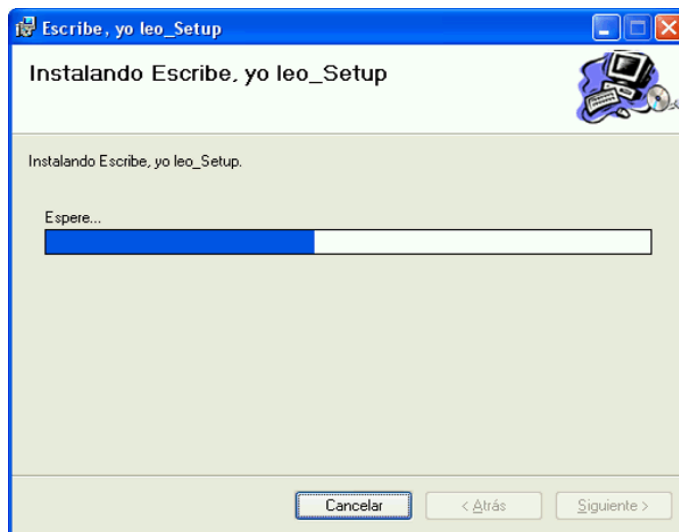 Escribe, yo leo_Setup
Instalando Escribe, yo leo_Setup
Instalando Escribe, yo leo_Setup.
Espere...
Cancelar
< Atrás
Siguiente >